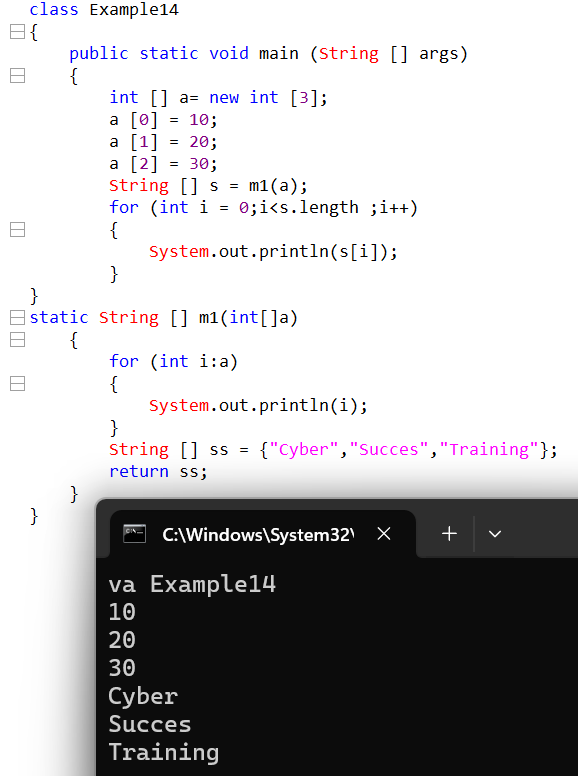 class Example14
{
public static void main (String [] args)
{
int [] a= new int [3];
a [0] = 10;
a [1] = 20;
a [2] = 30;
String [] s = m1(a);
for (int i = 0;i<s.length ;i++)
{
System.out.println(s[i]);
}
}
static String [] m1(int[]a)
{
for (int i:a)
{
System.out.println(i);
}
String [] ss = {"Cyber","Succes","Training"};
return ss;
}
}
C:\Windows\System32\
va Example14
10
20
30
Cyber
Succes
Training